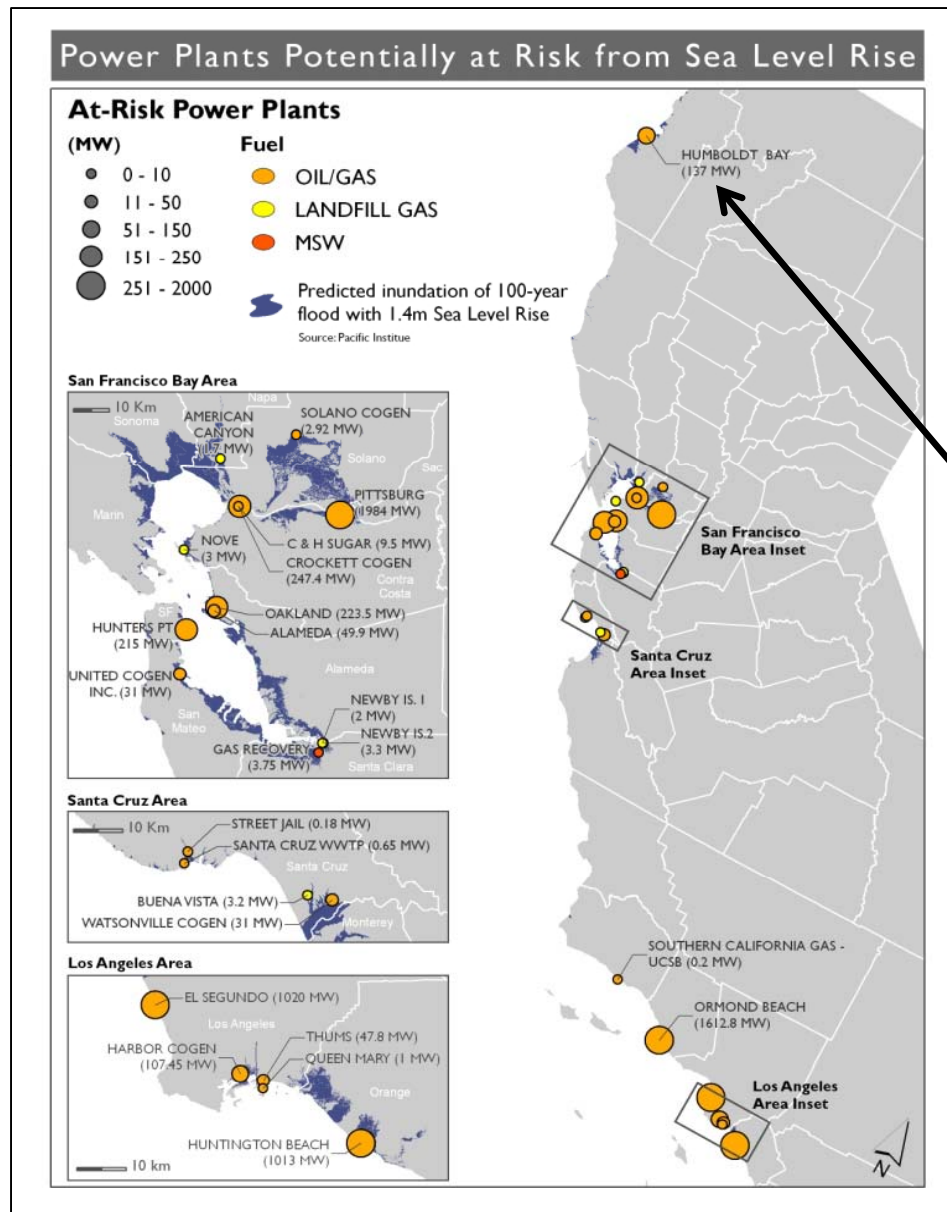 Power Plants Potentially at Risk from Sea Level Rise
At-Risk Power Plants
(MW)
0 - 10
11 - 50
51 - 150
151 - 250
251 - 2000
Fuel
OIL/GAS
LANDFILL GAS
MSW
Predicted inundation of 100-year
flood with 1.4m Sea Level Rise
Source: Pacific Institue
HUMBOLDT BAY
(137 MW)
San Francisco
Bay Area Inset
Santa Cruz
Area Inset
SOUTHERN CALIFORNIA GAS -
UCSB (0.2 MW)
ORMOND BEACH
(1612.8 MW)
Los Angeles
Area Inset
N
San Francisco Bay Area
10 Km
Sonoma
Napa
AMERICAN
CANYON
(1.7 MW)
SOLANO COGEN
(2.92 MW)
Solano
Sac.
PITTSBURG
(1984 MW)
Marin
NOVE
(3 MW)
C & H SUGAR (9.5 MW)
CROCKETT COGEN
(247.4 MW)
Contra
Costa
SF
OAKLAND (223.5 MW)
ALAMEDA (49.9 MW)
HUNTERS PT
(215 MW)
Alameda
UNITED COGEN
INC. (31 MW)
San
Mateo
NEWBY IS. 1
(2 MW)
NEWBY IS.2
(3.3 MW)
GAS RECOVERY
(3.75 MW)
Santa Clara
Santa Cruz Area
10 Km
STREET JAIL (0.18 MW)
SANTA CRUZ WWTP (0.65 MW)
Santa Cruz
BUENA VISTA (3.2 MW)
WATSONVILLE COGEN (31 MW)
Monterey
Los Angeles Area
EL SEGUNDO (1020 MW)
Los Angeles
THUMS (47.8 MW)
HARBOR COGEN
(107.45 MW)
QUEEN MARY (1 MW)
Orange
HUNTINGTON BEACH
(1013 MW)
10 km